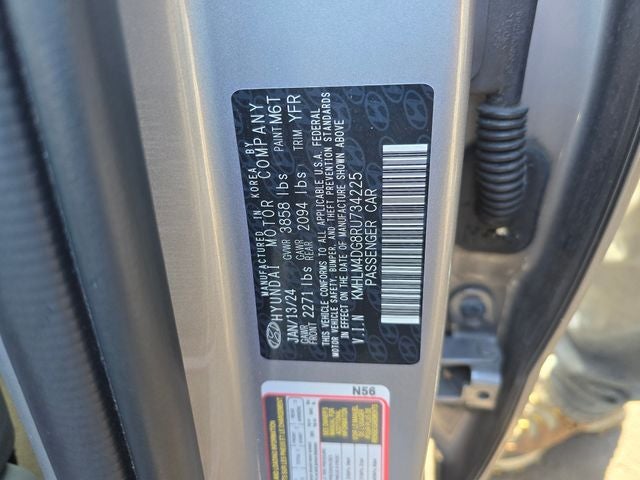 MANUFACTURED IN KOREA BY
HYUNDAI MOTOR COMPANY
JAN/13/24 GVWR 3858 lbs PAINT M6T
GAWR FRONT 2271 lbs GAWR REAR 2094 lbs TRIM YFR
THIS VEHICLE CONFORMS TO ALL APPLICABLE U.S.A. FEDERAL
MOTOR VEHICLE SAFETY, BUMPER, AND THEFT PREVENTION STANDARDS
IN EFFECT ON THE DATE OF MANUFACTURE SHOWN ABOVE
V.I.N KMHLM4DG8RU734225
PASSENGER CAR
N56